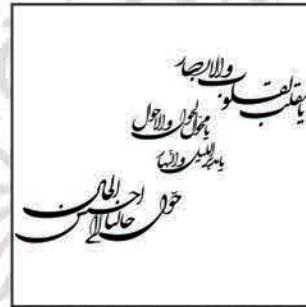 یا مقلب القلوب والابصار
یا مدبر اللیل والنهار
یا محول الحول والاحوال
حول حالنا الی احسن الحال